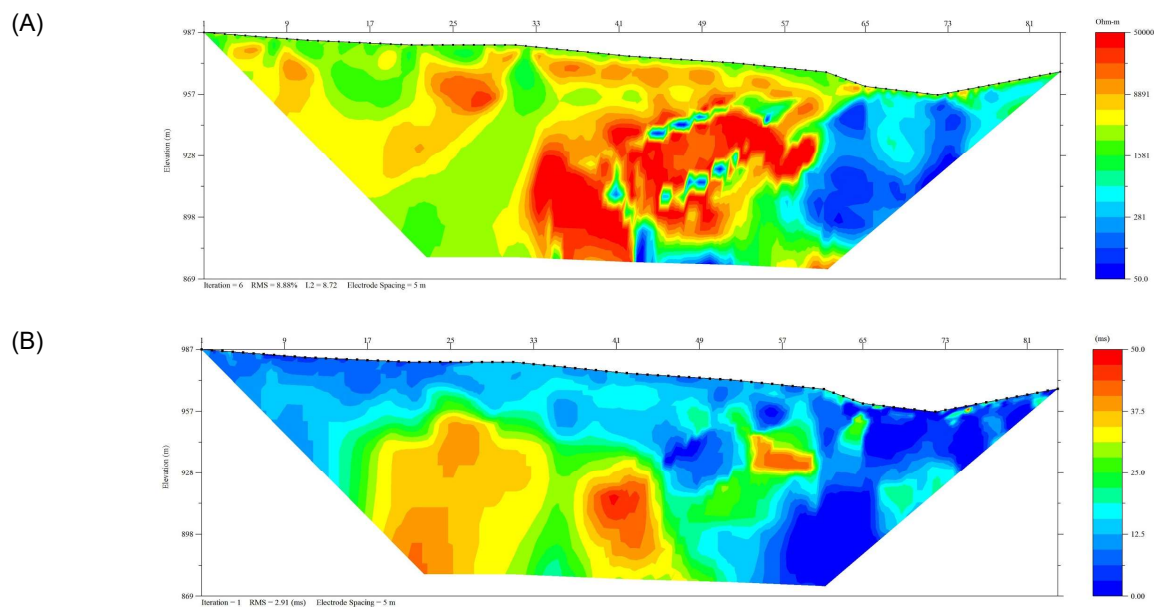 (A)
1 9 17 25 33 41 49 57 65 73 81
Ohm-m
987
957
928
898
869
Elevation (m)
50000
8891
1581
281
50.0
Iteration = 6 RMS = 8.88% L2 = 8.72 Electrode Spacing = 5 m
(B)
1 9 17 25 33 41 49 57 65 73 81
(ms)
987
957
928
898
869
Elevation (m)
50.0
37.5
25.9
12.5
0.00
Iteration = 1 RMS = 2.91 (ms) Electrode Spacing = 5 m